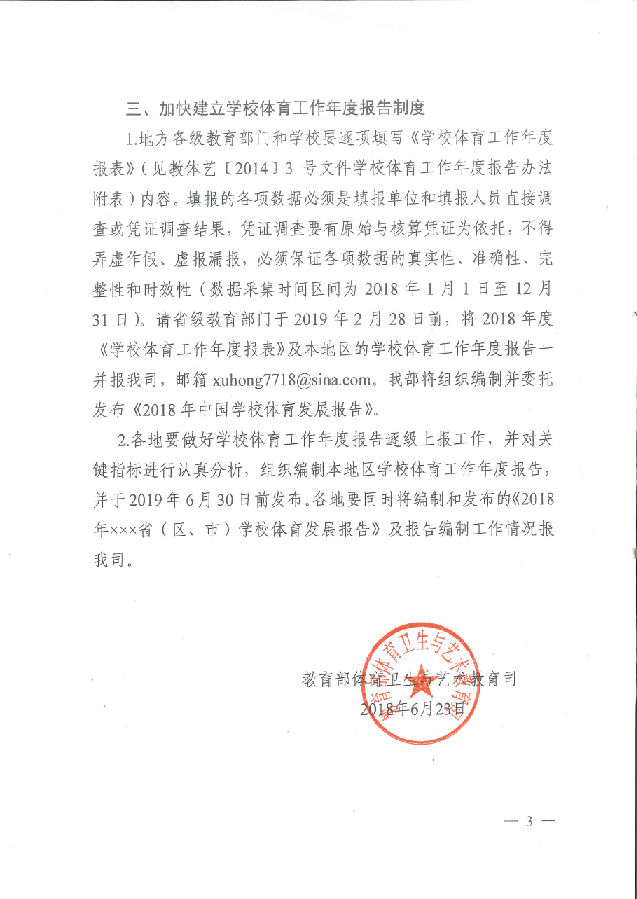 三、加快建立学校体育工作年度报告制度
1.地方各级教育部门和学校要逐项填写《学校体育工作年度
报表》（见教体艺〔2014〕3 号文件学校体育工作年度报告办法
附表）内容。填报的各项数据必须是填报单位和填报人员直接调
查或凭证调查结果，凭证调查要有原始与核算凭证为依托，不得
弄虚作假、虚报漏报，必须保证各项数据的真实性、准确性、完
整性和时效性（数据采集时间区间为 2018 年 1 月 1 日至 12 月
31 日）。请省级教育部门于 2019 年 2 月 28 日前，将 2018 年度
《学校体育工作年度报表》及本地区的学校体育工作年度报告一
并报我司，邮箱 xuhong7718@sina.com。我部将组织编制并委托
发布《2018 年中国学校体育发展报告》。
2.各地要做好学校体育工作年度报告逐级上报工作，并对关
键指标进行认真分析，组织编制本地区学校体育工作年度报告，
并于 2019 年 6 月 30 日前发布。各地要同时将编制和发布的《2018
年×××省（区、市）学校体育发展报告》及报告编制工作情况报
我司。
教育部体育卫生与艺术教育司
教育部体育卫生与艺术教育司
2018年6月23日
— 3 —